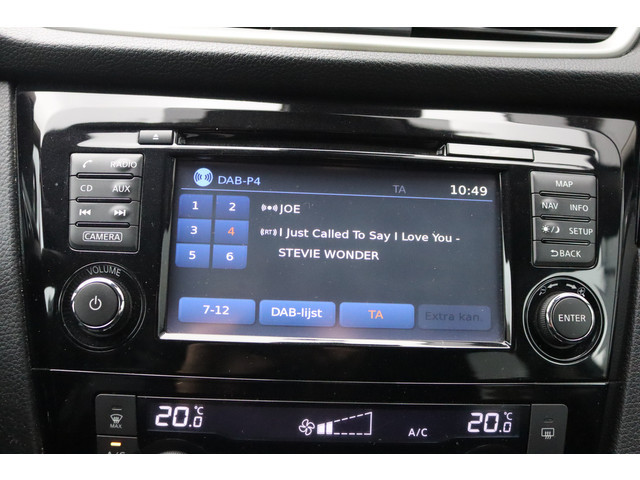 RADIO
CD AUX
CAMERA
VOLUME
DAB-P4 TA 10:49
1 2
3 4
5 6
JOE
(RT) I Just Called To Say I Love You -
STEVIE WONDER
7-12 DAB-lijst TA Extra kan.
MAP
NAV INFO
SETUP
BACK
ENTER
MAX
20.0 °C
A/C
20.0 °C
A/C